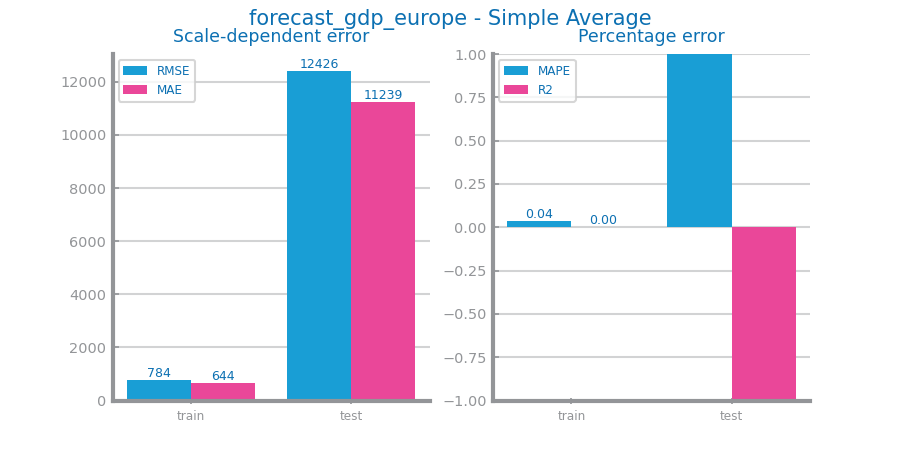 forecast_gdp_europe - Simple Average
Scale-dependent error
RMSE
MAE
12000
10000
8000
6000
4000
2000
0
784
644
12426
11239
train
test
Percentage error
MAPE
R2
1.00
0.75
0.50
0.25
0.00
−0.25
−0.50
−0.75
−1.00
0.04
0.00
train
test